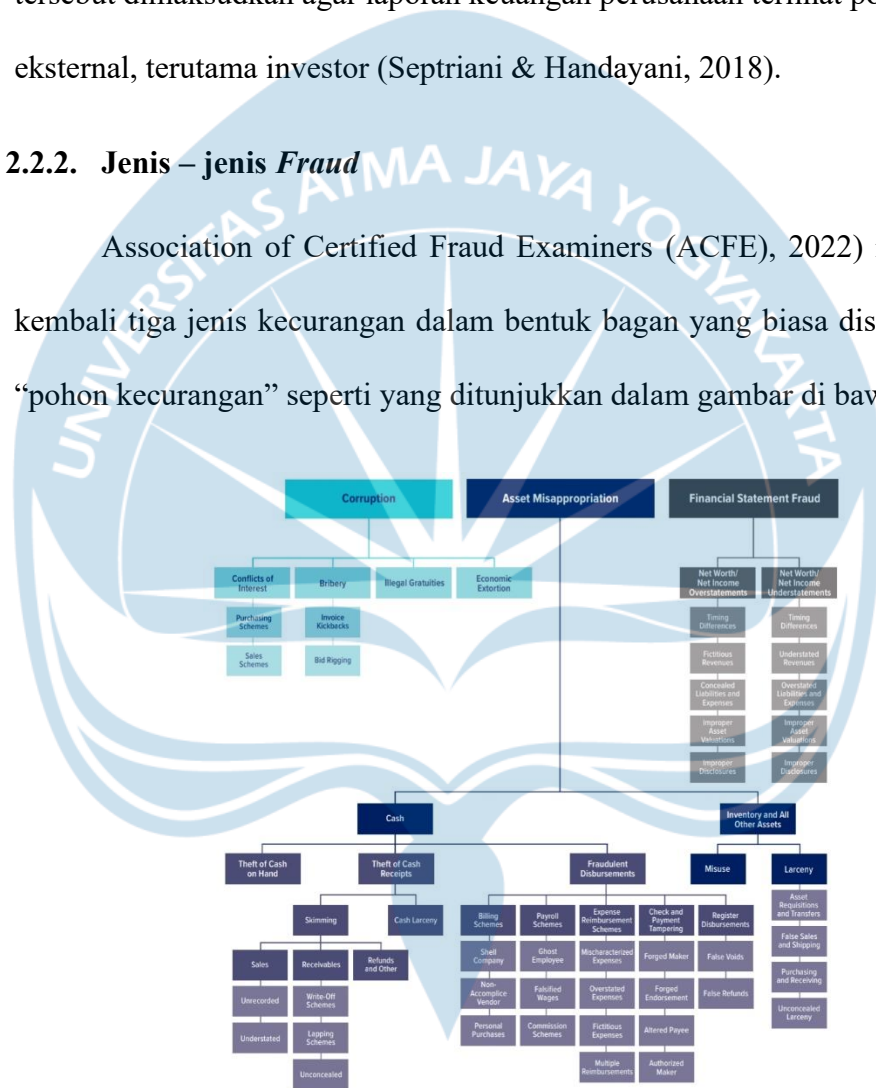 eksternal, terutama investor (Septriani & Handayani, 2018).
2.2.2. Jenis – jenis Fraud
UNIVERSITAS ATMA JAYA YOGYAKARTA
Association of Certified Fraud Examiners (ACFE), 2022)
kembali tiga jenis kecurangan dalam bentuk bagan yang biasa dis
“pohon kecurangan” seperti yang ditunjukkan dalam gambar di baw
Corruption
Asset Misappropriation
Financial Statement Fraud
Conflicts of
Interest
Bribery
Illegal Gratuities
Economic
Extortion
Purchasing
Schemes
Invoice
Kickbacks
Sales
Schemes
Bid Rigging
Net Worth/
Net Income
Overstatements
Net Worth/
Net Income
Understatements
Timing
Differences
Timing
Differences
Fictitious
Revenues
Understated
Revenues
Concealed
Liabilities and
Expenses
Overstated
Liabilities and
Expenses
Improper
Asset
Valuations
Improper
Asset
Valuations
Improper
Disclosures
Improper
Disclosures
Cash
Inventory and All
Other Assets
Theft of Cash
on Hand
Theft of Cash
Receipts
Fraudulent
Disbursements
Misuse
Larceny
Skimming
Cash Larceny
Sales
Receivables
Refunds
and Other
Unrecorded
Write-Off
Schemes
Understated
Lapping
Schemes
Unconcealed
Billing
Schemes
Payroll
Schemes
Expense
Reimbursement
Schemes
Check and
Payment
Tampering
Register
Disbursements
Shell
Company
Ghost
Employee
Mischaracterized
Expenses
Forged Maker
False Voids
Non-
Accomplice
Vendor
Falsified
Wages
Overstated
Expenses
Forged
Endorsement
False Refunds
Personal
Purchases
Commission
Schemes
Fictitious
Expenses
Altered Payee
Multiple
Reimbursements
Authorized
Maker
Asset
Requisitions
and Transfers
False Sales
and Shipping
Purchasing
and Receiving
Unconcealed
Larceny